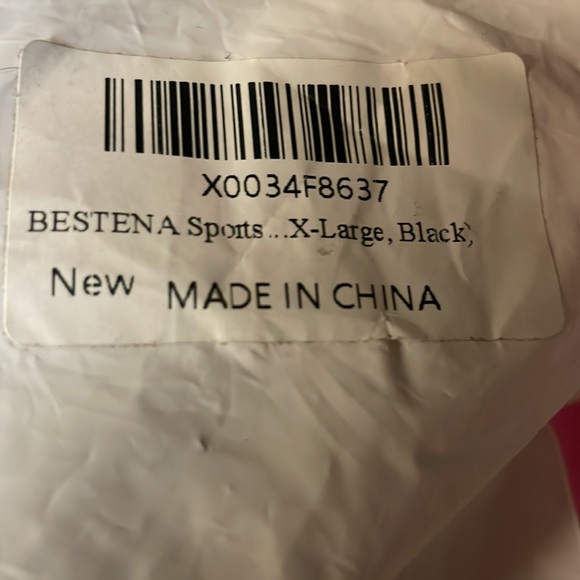 X0034F8637
BESTENA Sports...X-Large, Black)
New MADE IN CHINA